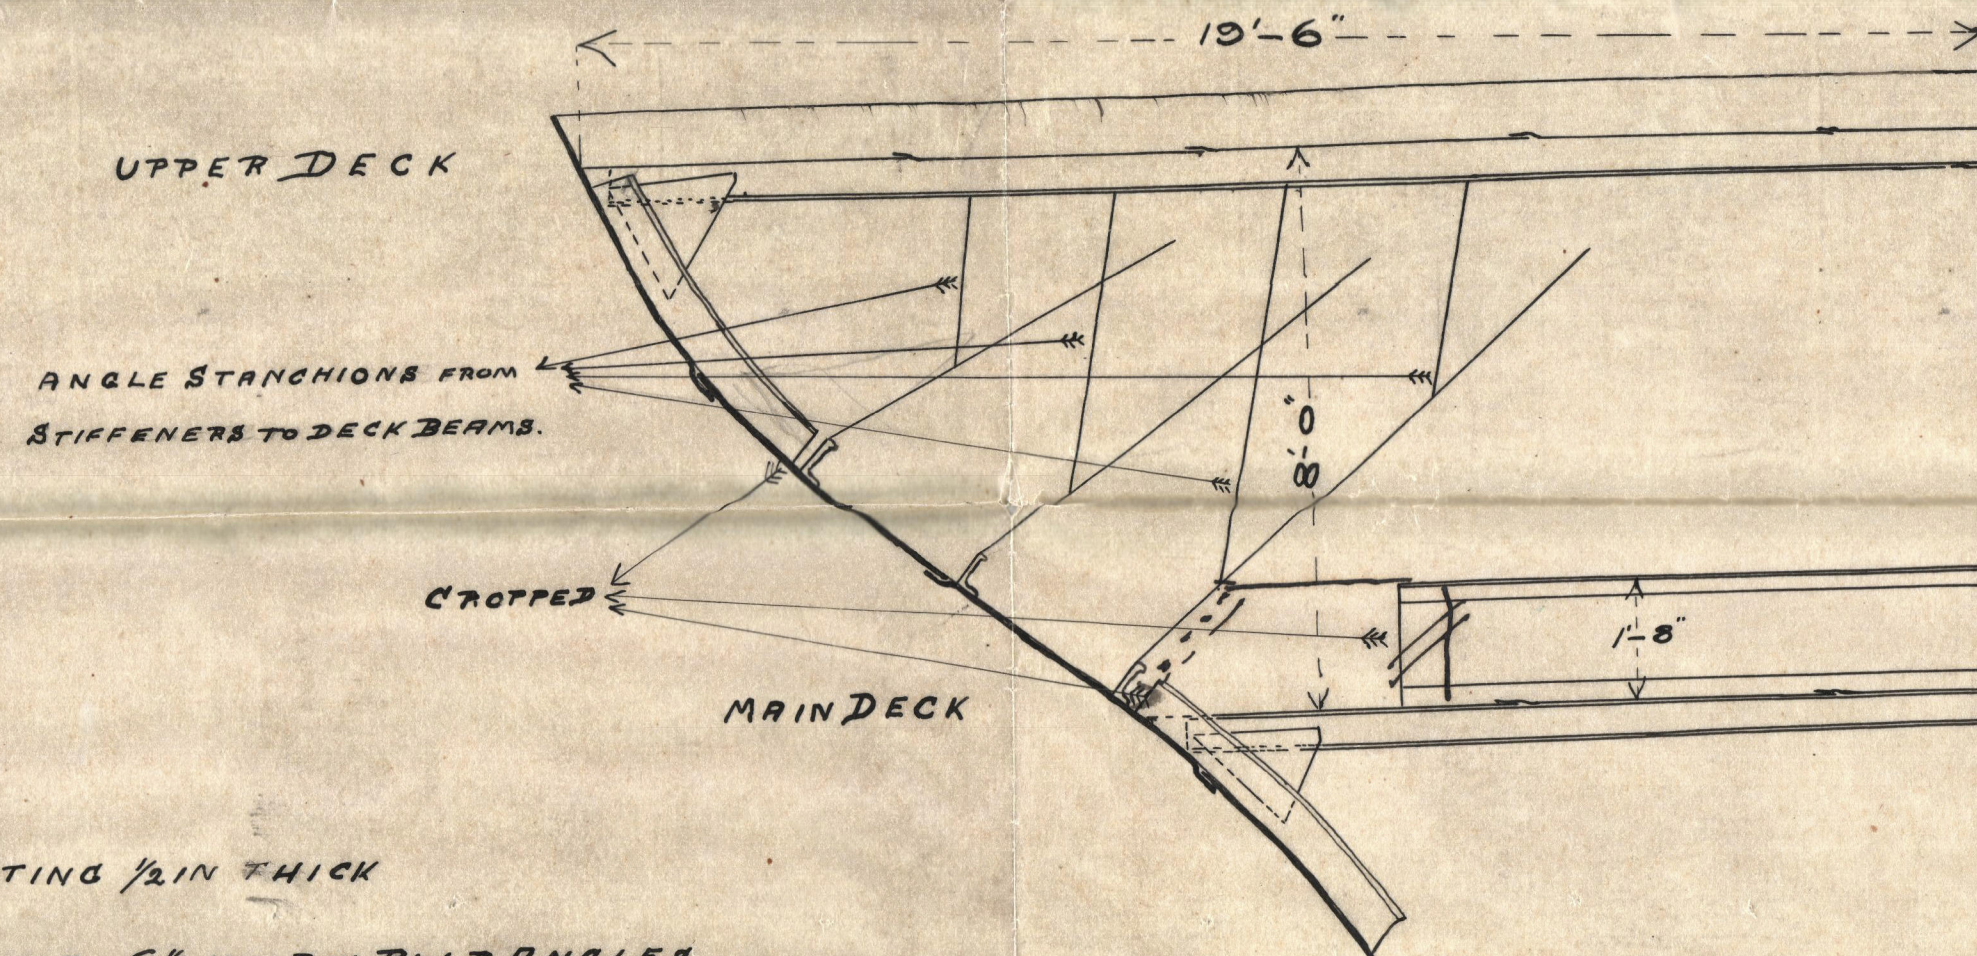 19'-6"
UPPER DECK
ANGLE STANCHIONS FROM
STIFFENERS TO DECK BEAMS.
8'-0"
CROPPED
1'-8"
MAIN DECK
TING 1/2 IN THICK
ANGLES